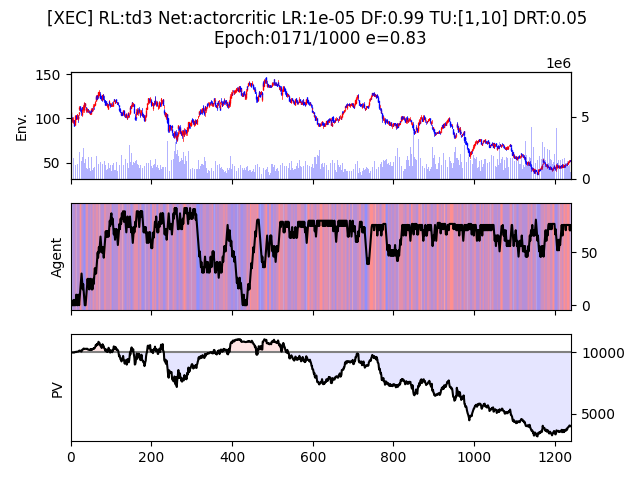 [XEC] RL:td3 Net:actorcritic LR:1e-05 DF:0.99 TU:[1,10] DRT:0.05
Epoch:0171/1000 e=0.83
1e6
150
100
50
Env.
5
0
Agent
50
0
PV
10000
5000
0 200 400 600 800 1000 1200